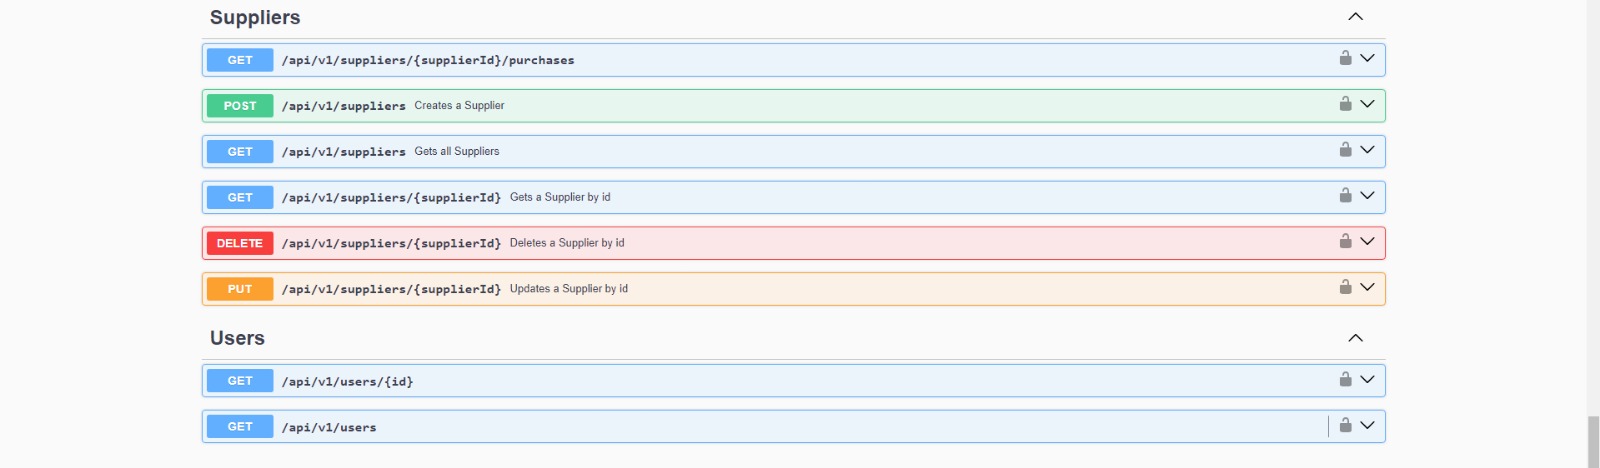 Suppliers
GET /api/v1/suppliers/{supplierId}/purchases
POST /api/v1/suppliers Creates a Supplier
GET /api/v1/suppliers Gets all Suppliers
GET /api/v1/suppliers/{supplierId} Gets a Supplier by id
DELETE /api/v1/suppliers/{supplierId} Deletes a Supplier by id
PUT /api/v1/suppliers/{supplierId} Updates a Supplier by id
Users
GET /api/v1/users/{id}
GET /api/v1/users